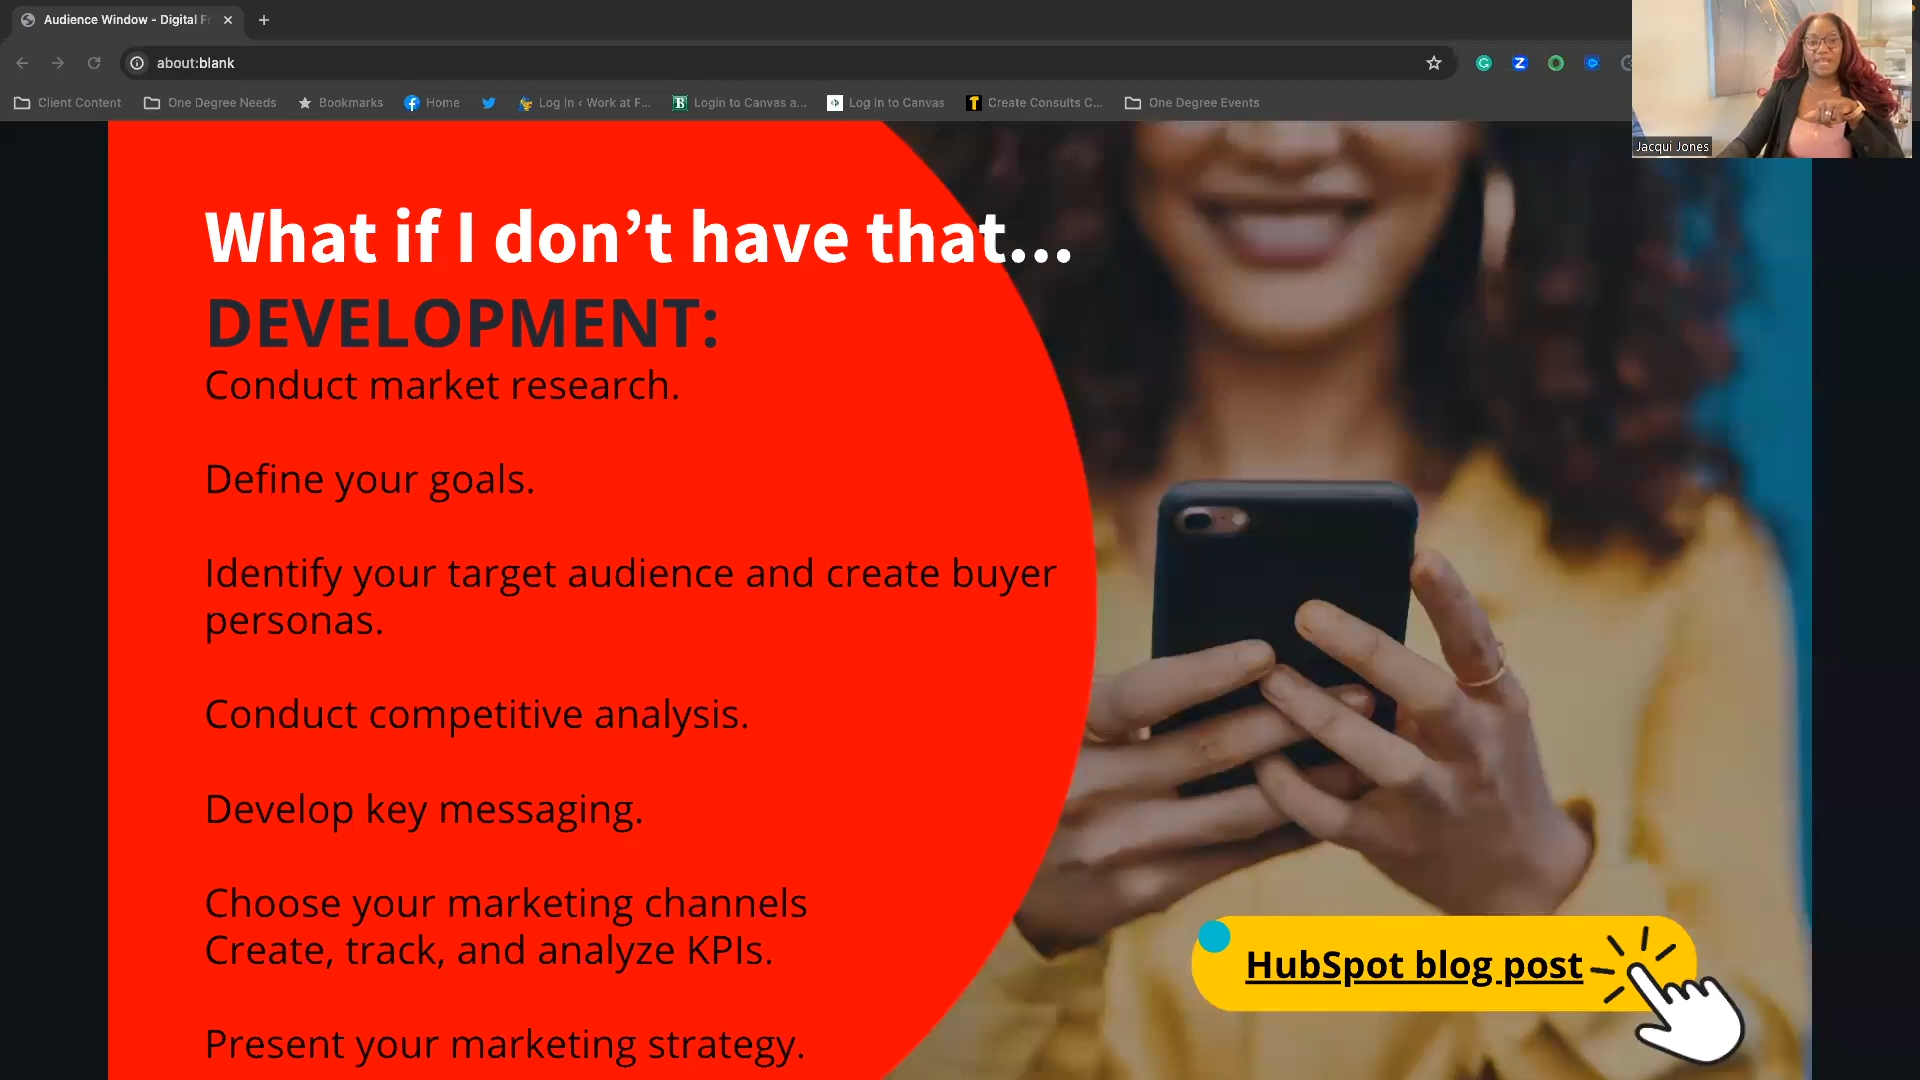 Audience Window - Digital F
about:blank
Client Content
One Degree Needs
Bookmarks
Home
Log In ‹ Work at F...
B
Login to Canvas a...
Log In to Canvas
T
Create Consults C...
One Degree Events
G
Z
Jacqui Jones
What if I don’t have that...
DEVELOPMENT:
Conduct market research.
Define your goals.
Identify your target audience and create buyer
personas.
Conduct competitive analysis.
Develop key messaging.
Choose your marketing channels
Create, track, and analyze KPIs.
Present your marketing strategy.
HubSpot blog post